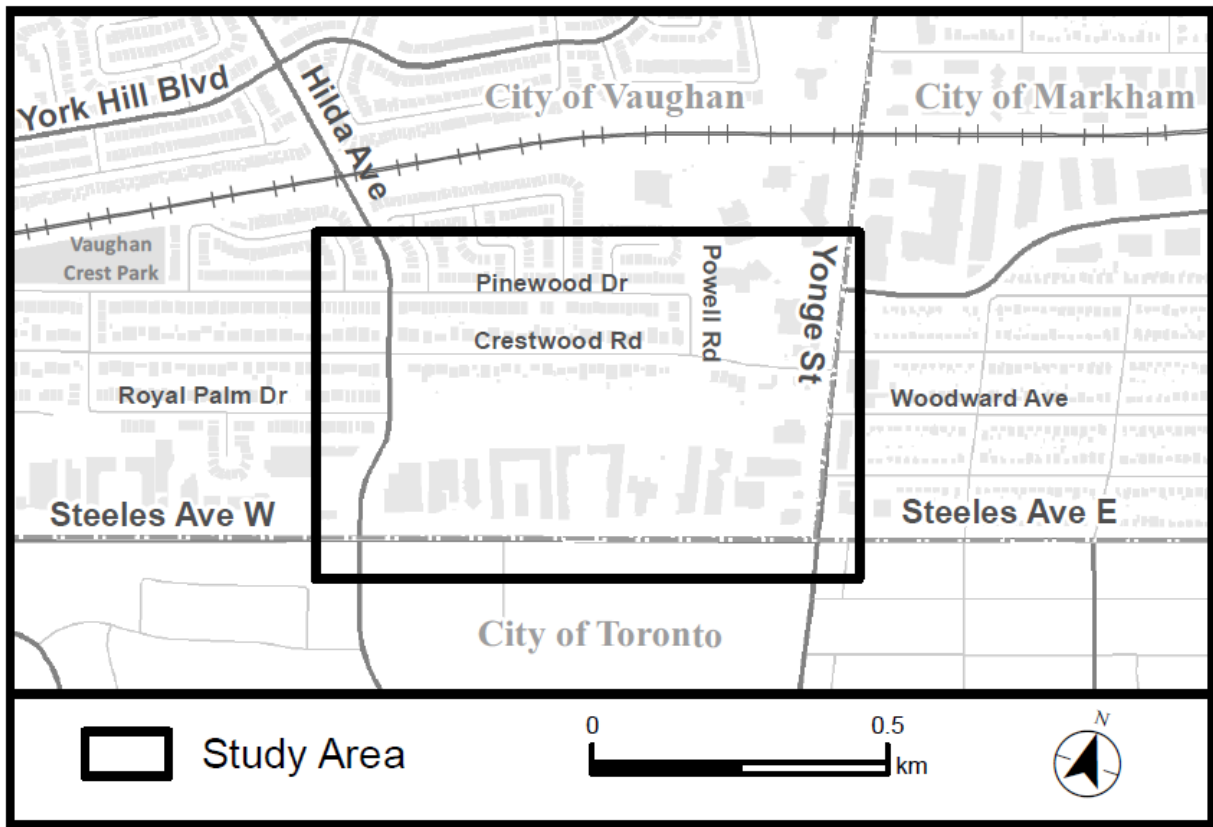 York Hill Blvd
Hilda Ave
City of Vaughan
City of Markham
Vaughan
Crest Park
Pinewood Dr
Powell Rd
Yonge St
Crestwood Rd
Royal Palm Dr
Woodward Ave
Steeles Ave W
Steeles Ave E
City of Toronto
Study Area
0
0.5
km
N